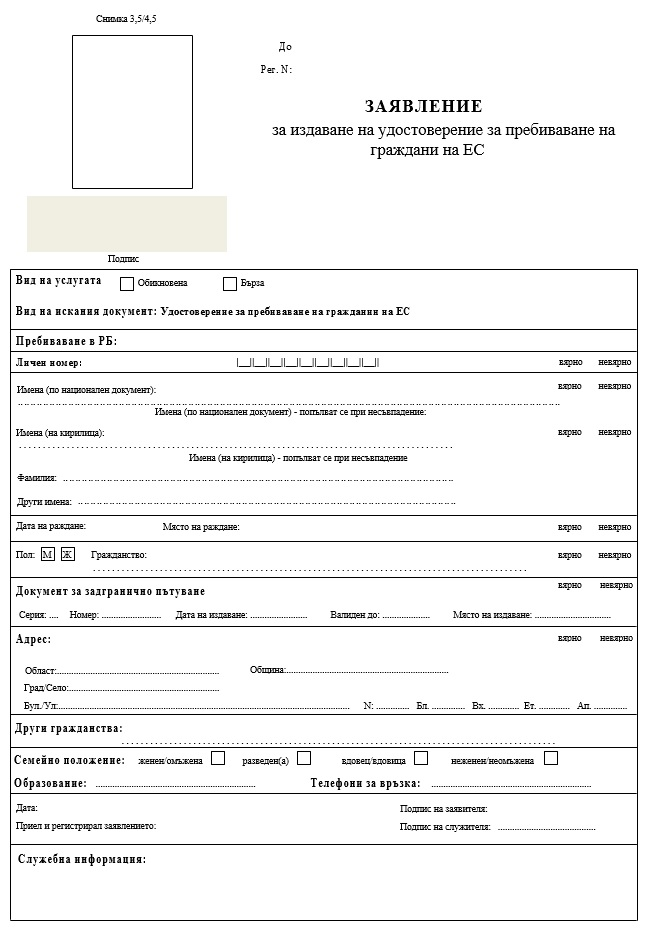 Снимка 3,5/4,5
До
Рег. N:
ЗАЯВЛЕНИЕ
за издаване на удостоверение за пребиваване на
граждани на ЕС
Подпис
Вид на услугата Обикновена Бърза
Вид на искания документ: Удостоверение за пребиваване на гражданин на ЕС
Пребиваване в РБ:
Личен номер: |__|__|__|__|__|__|__|__|__| вярно невярно
Имена (по национален документ): вярно невярно
Имена (по национален документ) - попълват се при несъвпадение:
Имена (на кирилица): вярно невярно
Имена (на кирилица) - попълват се при несъвпадение
Фамилия:
Други имена:
Дата на раждане: Място на раждане: вярно невярно
Пол: М Ж Гражданство: вярно невярно
Документ за задгранично пътуване вярно невярно
Серия: .... Номер: ........ Дата на издаване: ........ Валиден до: ........ Място на издаване: ........
Адрес: вярно невярно
Област: Община:
Град/Село:
Бул./Ул: N: Бл. Вх. Ет. Ап.
Други гражданства:
Семейно положение: женен/омъжена разведен(а) вдовец/вдовица неженен/неомъжена
Образование: Телефони за връзка:
Дата: Подпис на заявителя:
Приел и регистрирал заявлението: Подпис на служителя:
Служебна информация: